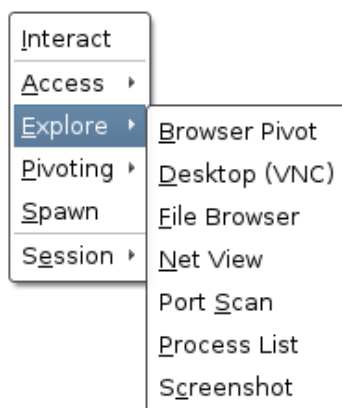 Interact
Access
Explore
Pivoting
Spawn
Session
Browser Pivot
Desktop (VNC)
File Browser
Net View
Port Scan
Process List
Screenshot